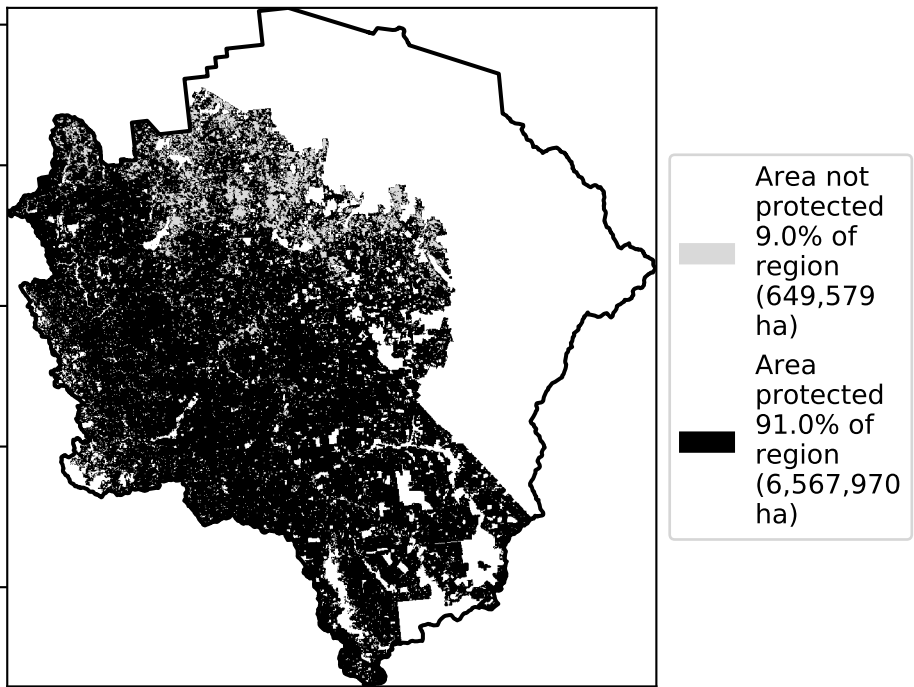 Area not
protected
9.0% of
region
(649,579
ha)
Area
protected
91.0% of
region
(6,567,970
ha)